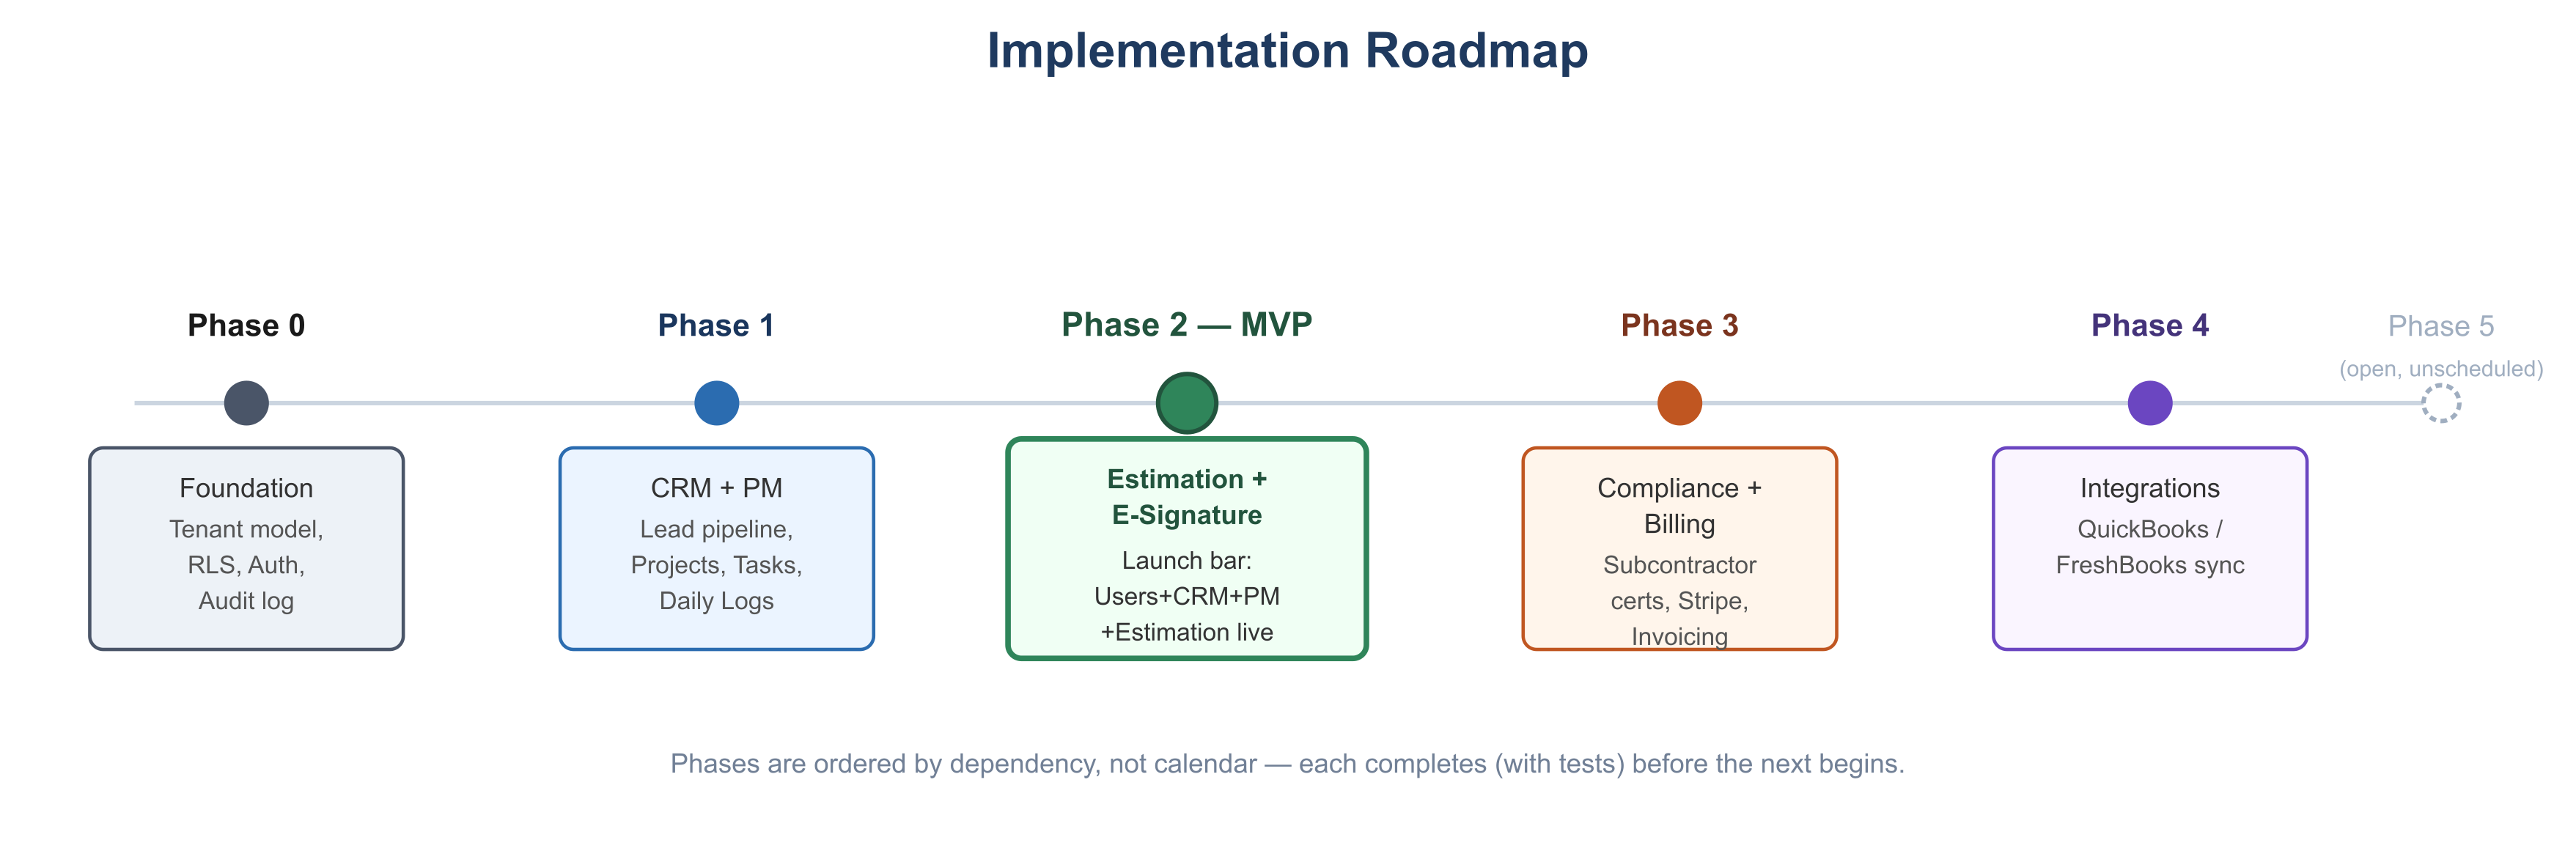 Implementation Roadmap
Phase 0
Phase 1
Phase 2 — MVP
Phase 3
Phase 4
Phase 5
(open, unscheduled)
Foundation
Tenant model,
RLS, Auth,
Audit log
CRM + PM
Lead pipeline,
Projects, Tasks,
Daily Logs
Estimation +
E-Signature
Launch bar:
Users+CRM+PM
+Estimation live
Compliance +
Billing
Subcontractor
certs, Stripe,
Invoicing
Integrations
QuickBooks /
FreshBooks sync
Phases are ordered by dependency, not calendar — each completes (with tests) before the next begins.